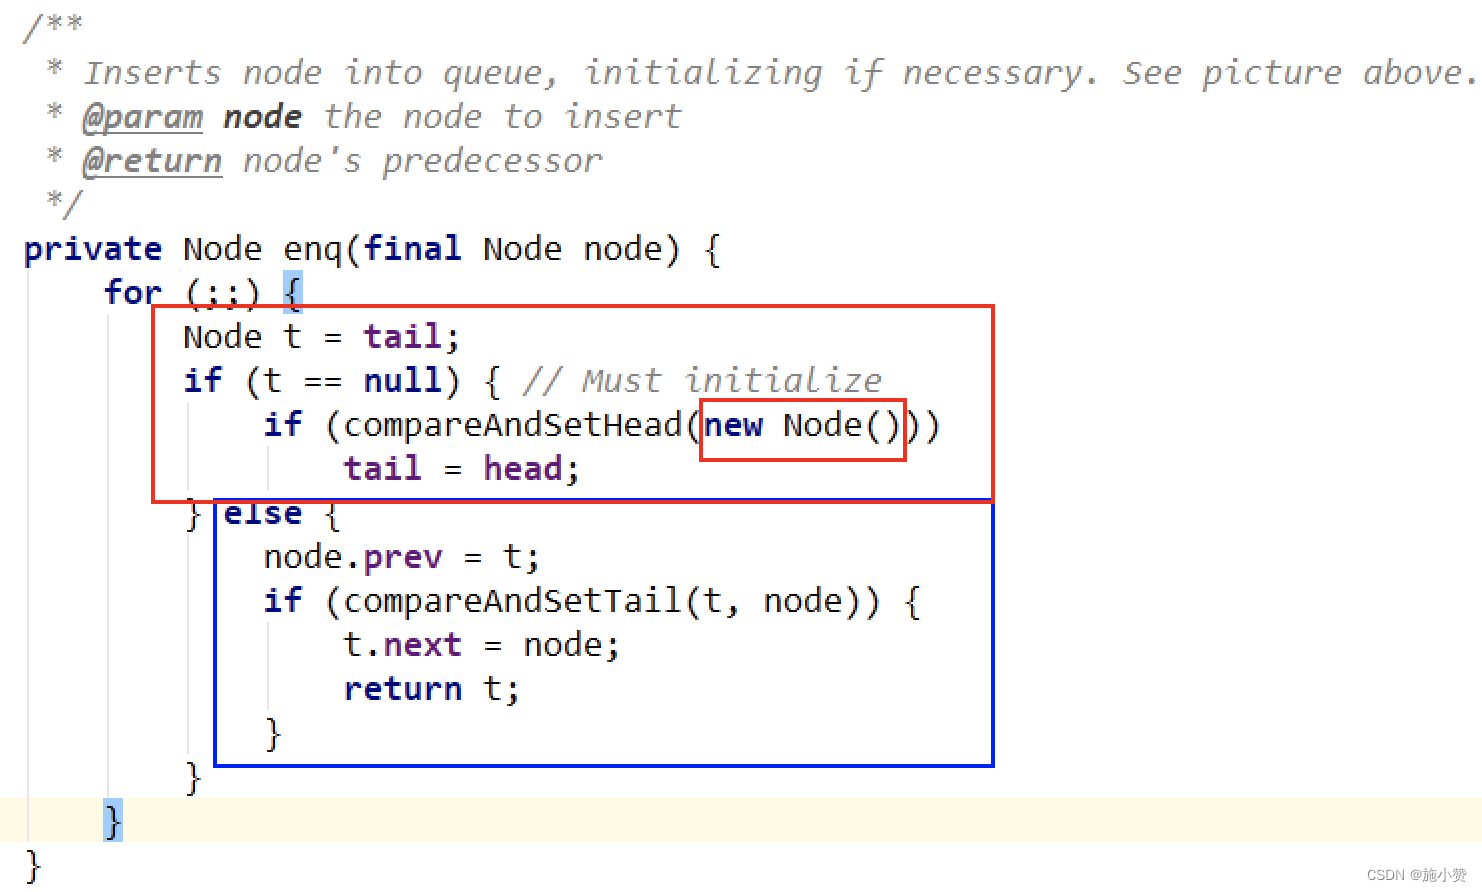 /**
 * Inserts node into queue, initializing if necessary. See picture above.
 * @param node the node to insert
 * @return node's predecessor
 */
private Node enq(final Node node) {
    for (;;) {
        Node t = tail;
        if (t == null) { // Must initialize
            if (compareAndSetHead(new Node()))
                tail = head;
        } else {
            node.prev = t;
            if (compareAndSetTail(t, node)) {
                t.next = node;
                return t;
            }
        }
    }
}
CSDN @施小赞